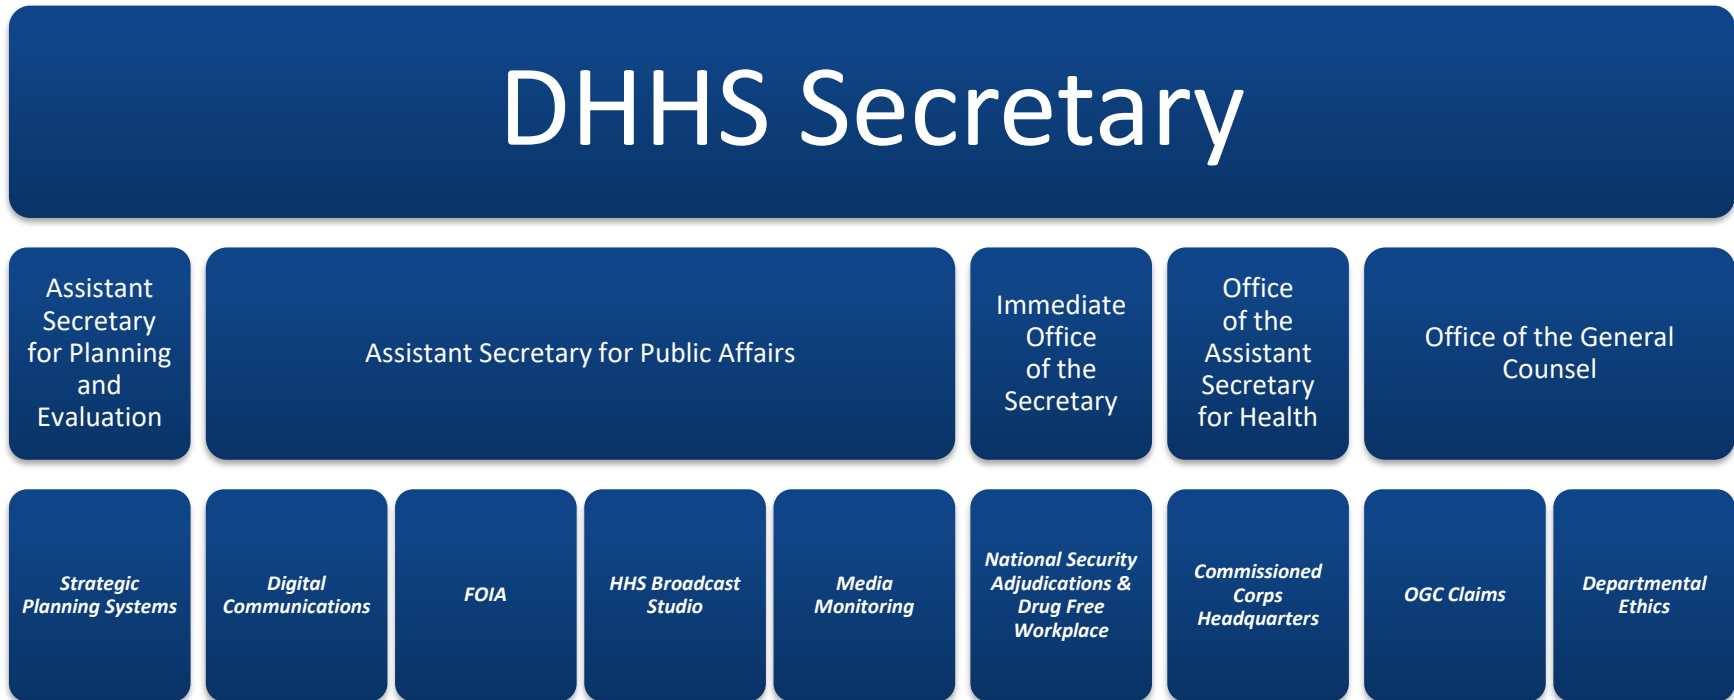 DHHS Secretary
Assistant
Secretary
for Planning
and
Evaluation
Assistant Secretary for Public Affairs
Immediate
Office
of the
Secretary
Office
of the
Assistant
Secretary
for Health
Office of the General
Counsel
Strategic
Planning Systems
Digital
Communications
FOIA
HHS Broadcast
Studio
Media
Monitoring
National Security
Adjudications &
Drug Free
Workplace
Commissioned
Corps
Headquarters
OGC Claims
Departmental
Ethics